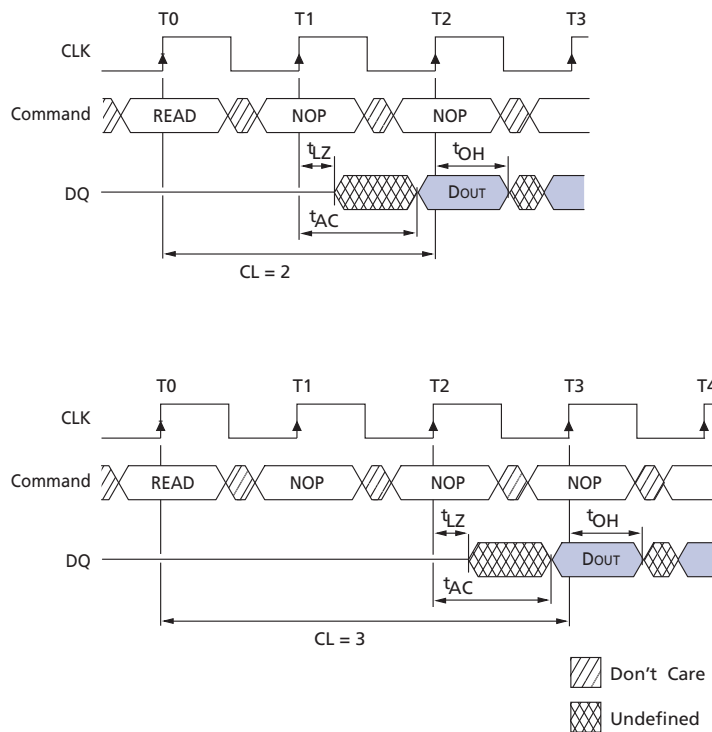 T0 T1 T2 T3
CLK
Command READ NOP NOP
tLZ tOH
DQ DOUT
tAC
CL = 2
T0 T1 T2 T3 T4
CLK
Command READ NOP NOP NOP
tLZ tOH
DQ DOUT
tAC
CL = 3
Don't Care
Undefined